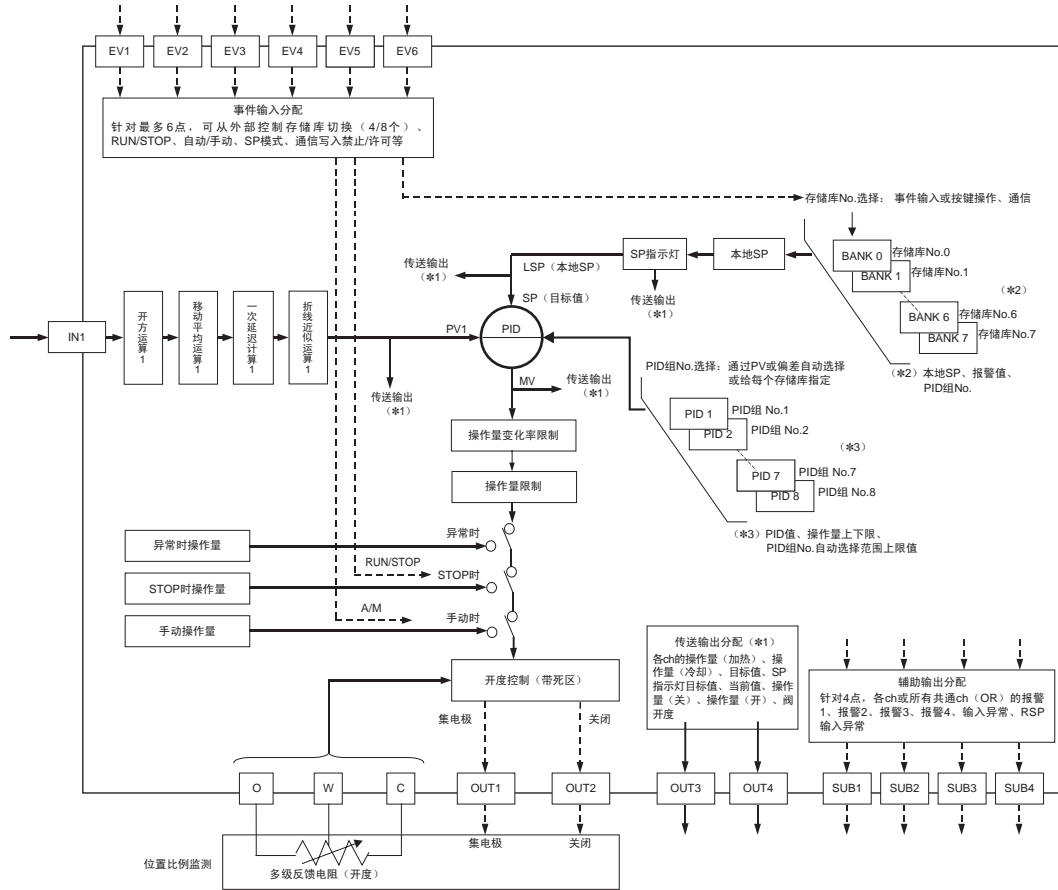 EV1
EV2
EV3
EV4
EV5
EV6
事件输入分配
针对最多6点，可从外部控制存储库切换（4/8个）、
RUN/STOP、自动/手动、SP模式、通信写入禁止/许可等
存储库No.选择： 事件输入或按键操作、通信
BANK 0
存储库No.0
BANK 1
存储库No.1
（✻2）
BANK 6
存储库No.6
BANK 7
存储库No.7
（✻2）本地SP、报警值、
PID组No.
本地SP
SP指示灯
传送输出
（✻1）
LSP（本地SP）
传送输出
（✻1）
SP（目标值）
IN1
开方运算1
移动平均运算1
一次延迟计算1
折线近似运算1
传送输出
（✻1）
PV1
PID
MV
传送输出
（✻1）
PID组No.选择：通过PV或偏差自动选择
或给每个存储库指定
PID 1
PID组 No.1
PID 2
PID组 No.2
（✻3）
PID 7
PID组 No.7
PID 8
PID组 No.8
（✻3）PID值、操作量上下限、
PID组No.自动选择范围上限值
操作量变化率限制
操作量限制
异常时操作量
异常时
RUN/STOP
STOP时操作量
STOP时
A/M
手动操作量
手动时
开度控制（带死区）
集电极
关闭
传送输出分配（✻1）
各ch的操作量（加热）、操
作量（冷却）、目标值、SP
指示灯目标值、当前值、操作
量（关）、操作量（开）、阀
开度
辅助输出分配
针对4点，各ch或所有共通ch（OR）的报警
1、报警2、报警3、报警4、输入异常、RSP
输入异常
O
W
C
OUT1
OUT2
OUT3
OUT4
SUB1
SUB2
SUB3
SUB4
集电极
关闭
位置比例监测
多级反馈电阻（开度）